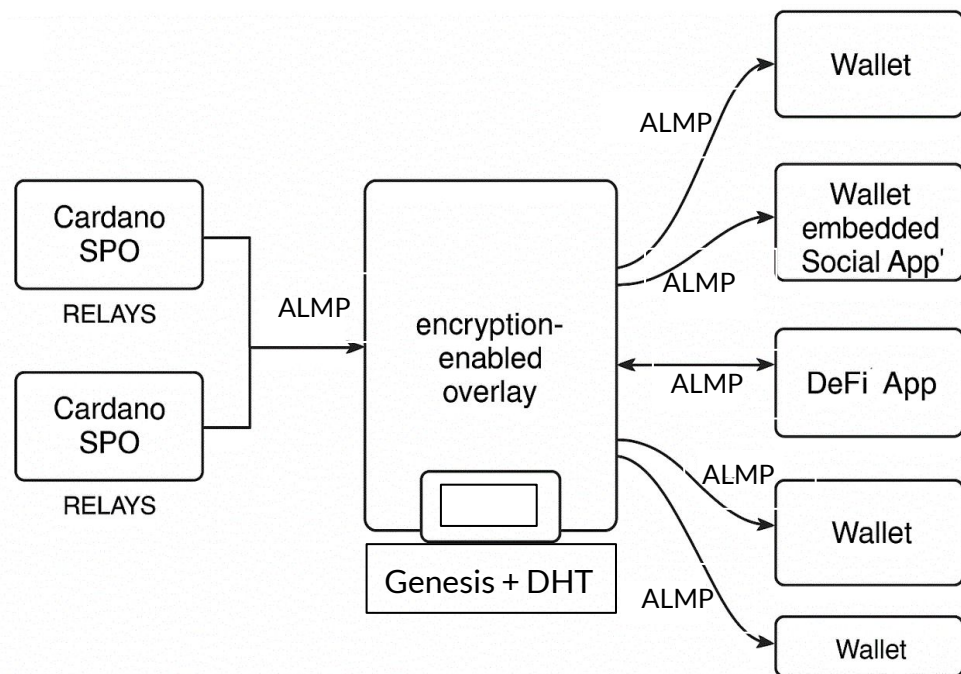 Cardano
SPO
RELAYS
Cardano
SPO
RELAYS
ALMP
encryption-
enabled
overlay
Genesis + DHT
ALMP
Wallet
ALMP
Wallet
embedded
Social App'
ALMP
DeFi App
ALMP
Wallet
ALMP
Wallet